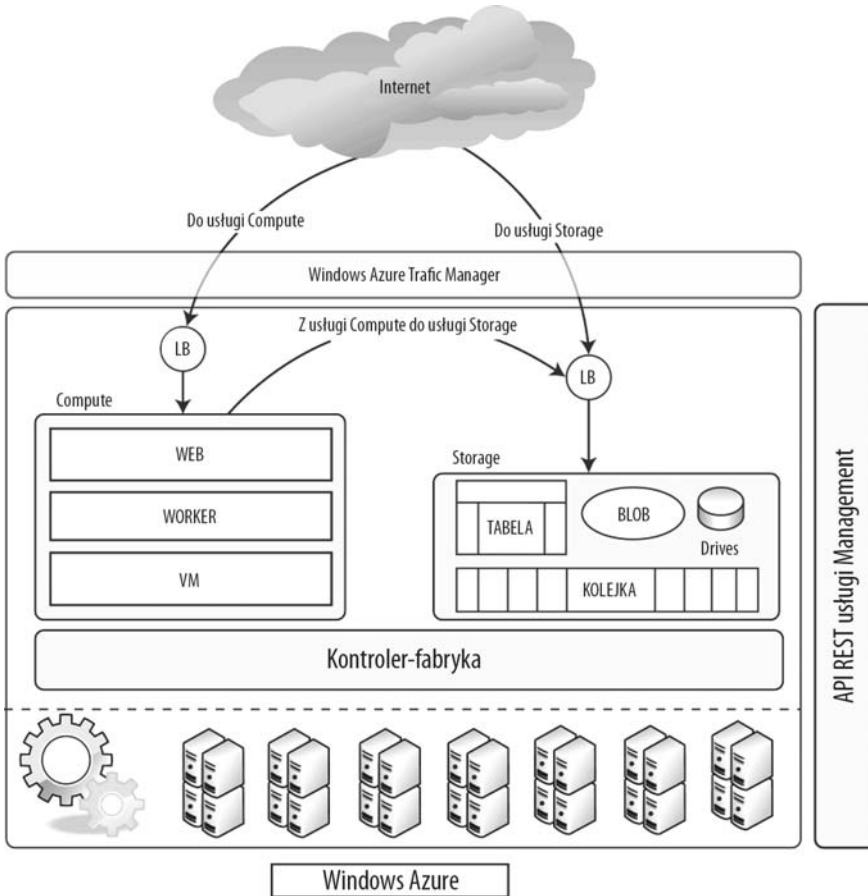 Internet
Do usługi Compute
Do usługi Storage
Windows Azure Trafic Manager
Z usługi Compute do usługi Storage
LB
LB
Compute
WEB
WORKER
VM
Storage
TABELA
BLOB
Drives
KOLEJKA
Kontroler-fabryka
API REST usługi Management
Windows Azure